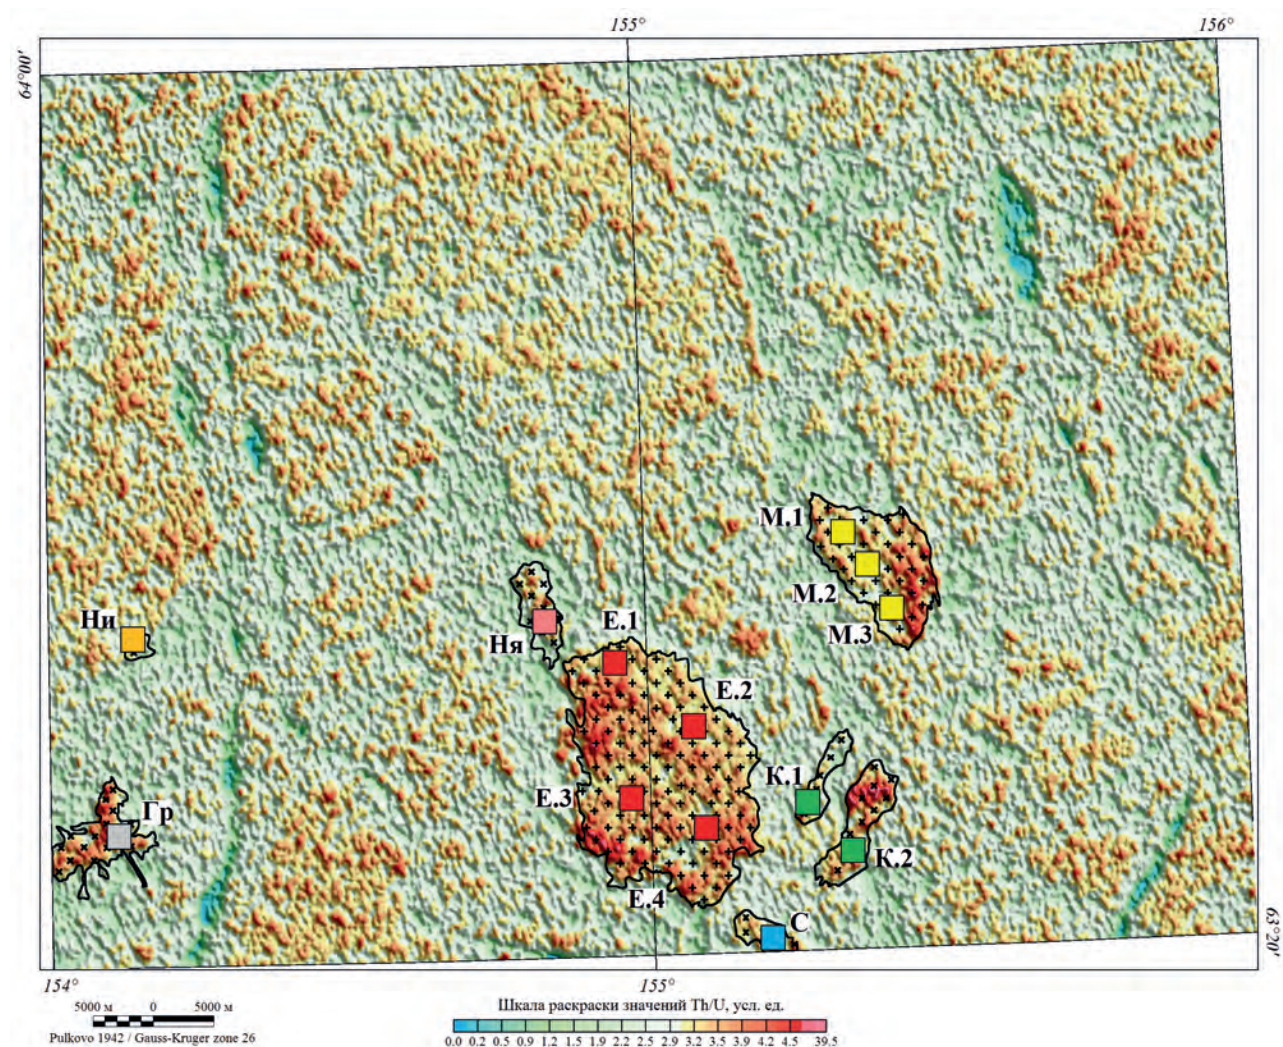 155°
156°
64°00'
М.1
М.2
М.3
Ни
Ня
Е.1
Е.2
К.1
Е.3
Гр
К.2
Е.4
С
63°20'
154°
155°
5000 м 0 5000 м
Pulkovo 1942 / Gauss-Kruger zone 26
Шкала раскраски значений Th/U, усл. ед.
0.0 0.2 0.5 0.9 1.2 1.5 1.9 2.2 2.5 2.9 3.2 3.5 3.9 4.2 4.5 39.5